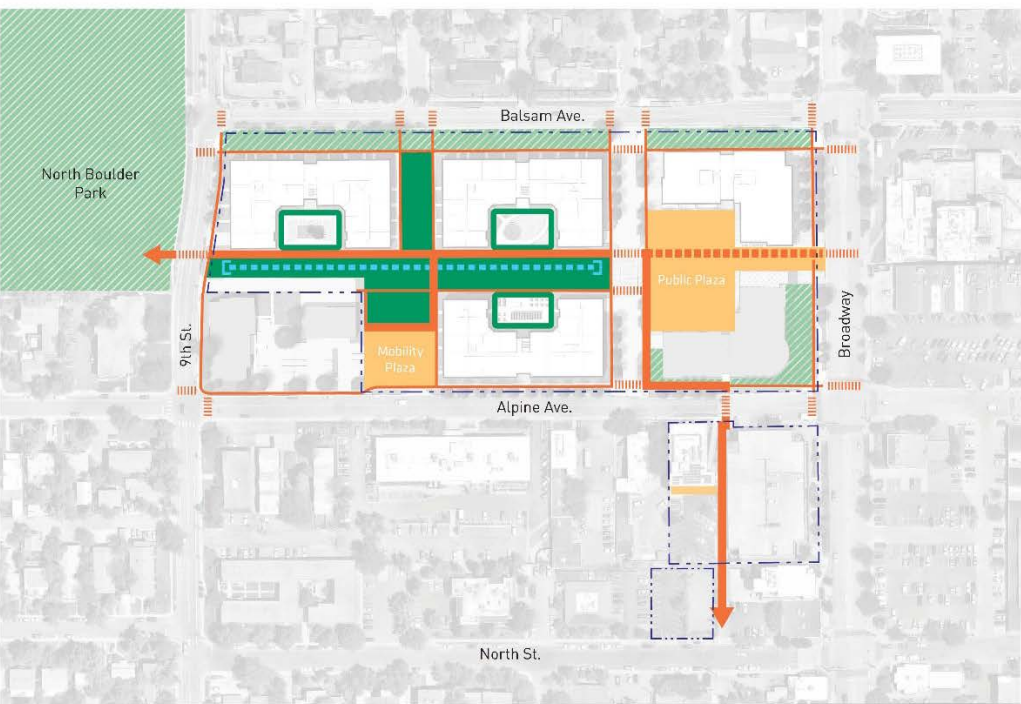 Balsam Ave.
North Boulder
Park
Public Plaza
9th St.
Mobility
Plaza
Broadway
Alpine Ave.
North St.